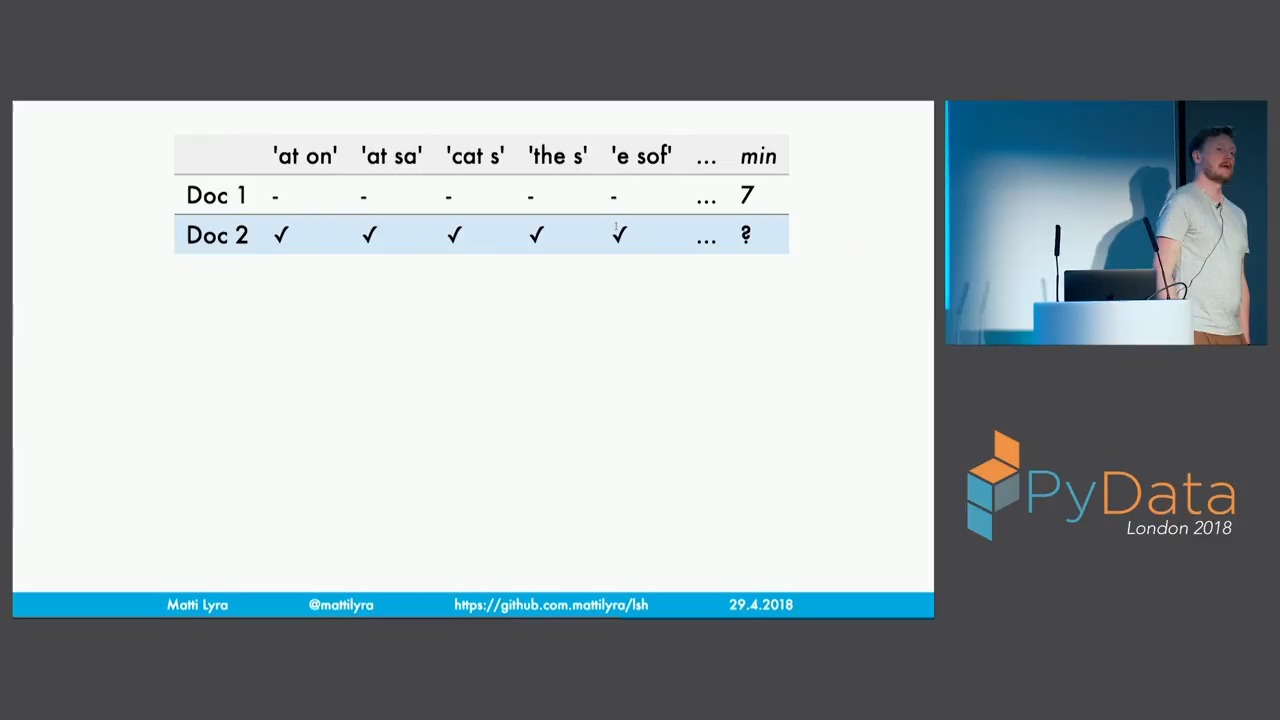 'at on' 'at sa' 'cat s' 'the s' 'e sof' ... min
Doc 1 - - - - - ... 7
Doc 2 ✓ ✓ ✓ ✓ ✓ ... ?
PyData
London 2018
Matti Lyra @mattilyra https://github.com.mattilyra/lsh 29.4.2018